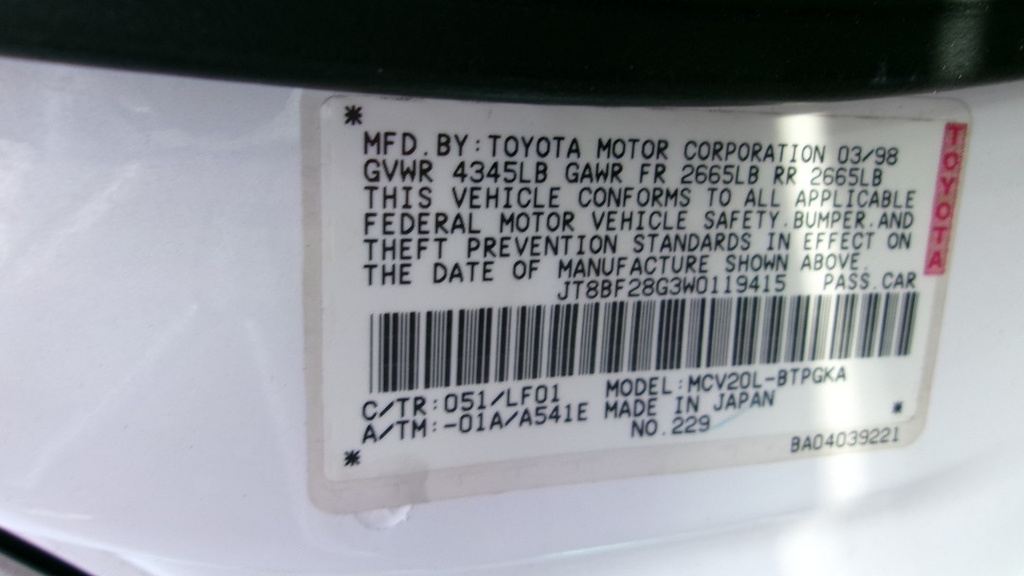 MFD. BY: TOYOTA MOTOR CORPORATION 03/98
GVWR 4345LB GAWR FR 2665LB RR 2665LB
THIS VEHICLE CONFORMS TO ALL APPLICABLE
FEDERAL MOTOR VEHICLE SAFETY. BUMPER. AND
THEFT PREVENTION STANDARDS IN EFFECT ON
THE DATE OF MANUFACTURE SHOWN ABOVE.
JT8BF28G3W0119415 PASS. CAR
C/TR: 051/LF01 MODEL: MCV20L-BTPGKA
A/TM: -01A/A541E MADE IN JAPAN
NO. 229
BA04039221
TOYOTA